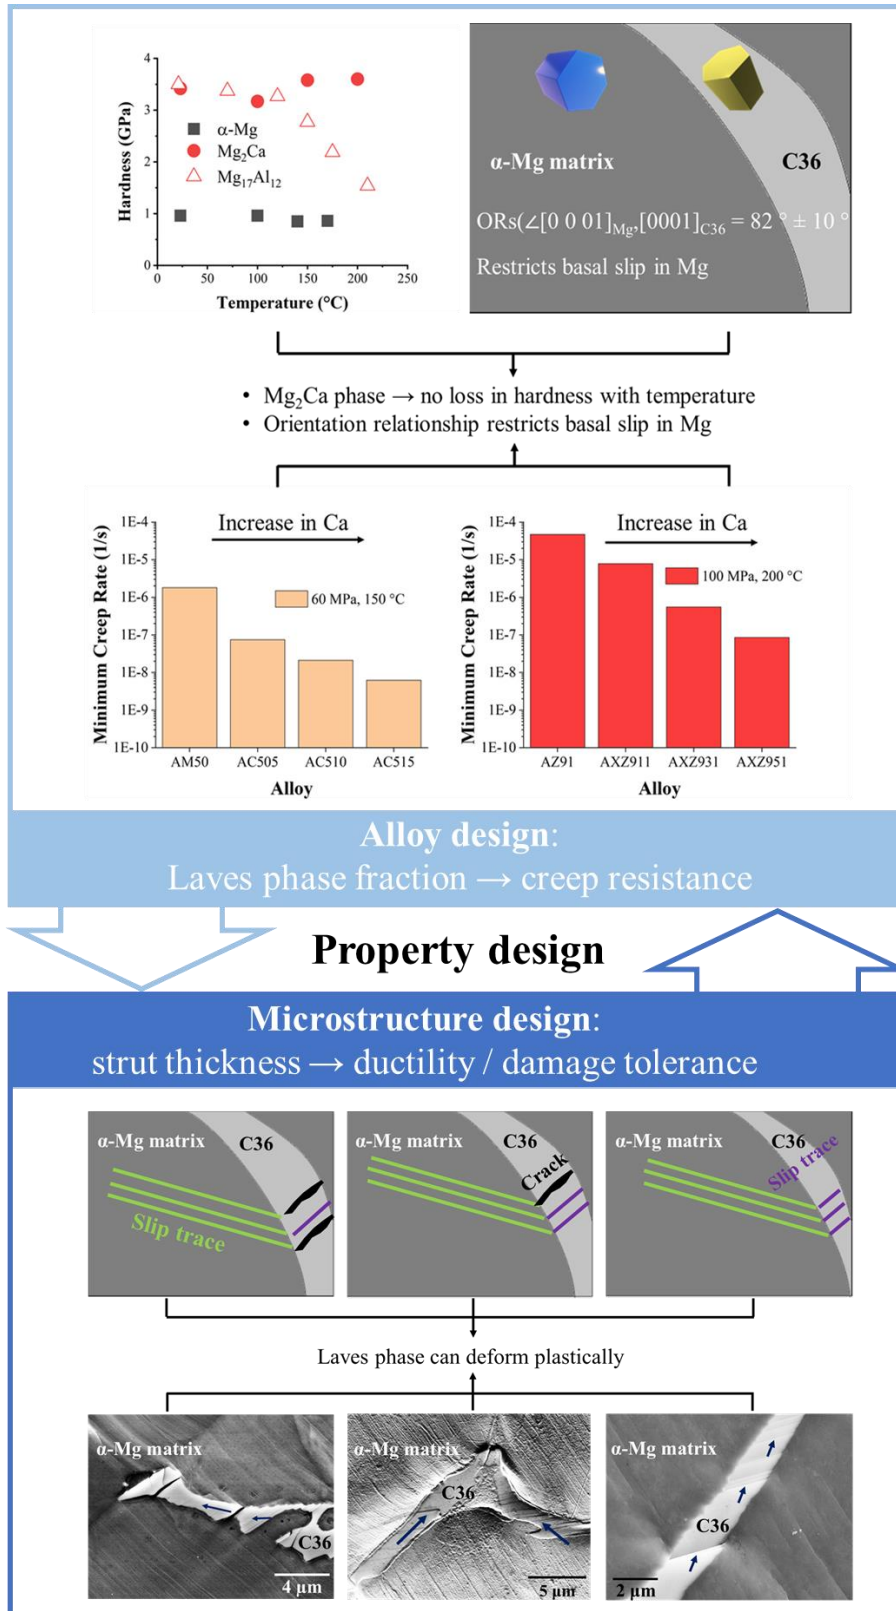 4
3
2
1
0
Hardness (GPa)
α-Mg
Mg₂Ca
Mg₁₇Al₁₂
0
50
100
150
200
250
Temperature (°C)
α-Mg matrix
C36
ORs(∠[0 0 01]Mg,[0001]C36 = 82 ° ± 10 °
Restricts basal slip in Mg
• Mg₂Ca phase → no loss in hardness with temperature
• Orientation relationship restricts basal slip in Mg
1E-4
1E-5
1E-6
1E-7
1E-8
1E-9
1E-10
Minimum Creep Rate (1/s)
Increase in Ca
60 MPa, 150 °C
AM50
AC505
AC510
AC515
Alloy
1E-4
1E-5
1E-6
1E-7
1E-8
1E-9
1E-10
Minimum Creep Rate (1/s)
Increase in Ca
100 MPa, 200 °C
AZ91
AXZ911
AXZ931
AXZ951
Alloy
Alloy design:
Laves phase fraction → creep resistance
Property design
Microstructure design:
strut thickness → ductility / damage tolerance
α-Mg matrix
C36
Slip trace
α-Mg matrix
C36
Crack
α-Mg matrix
C36
Slip trace
Laves phase can deform plastically
α-Mg matrix
C36
4 µm
α-Mg matrix
C36
5 µm
α-Mg matrix
C36
2 µm